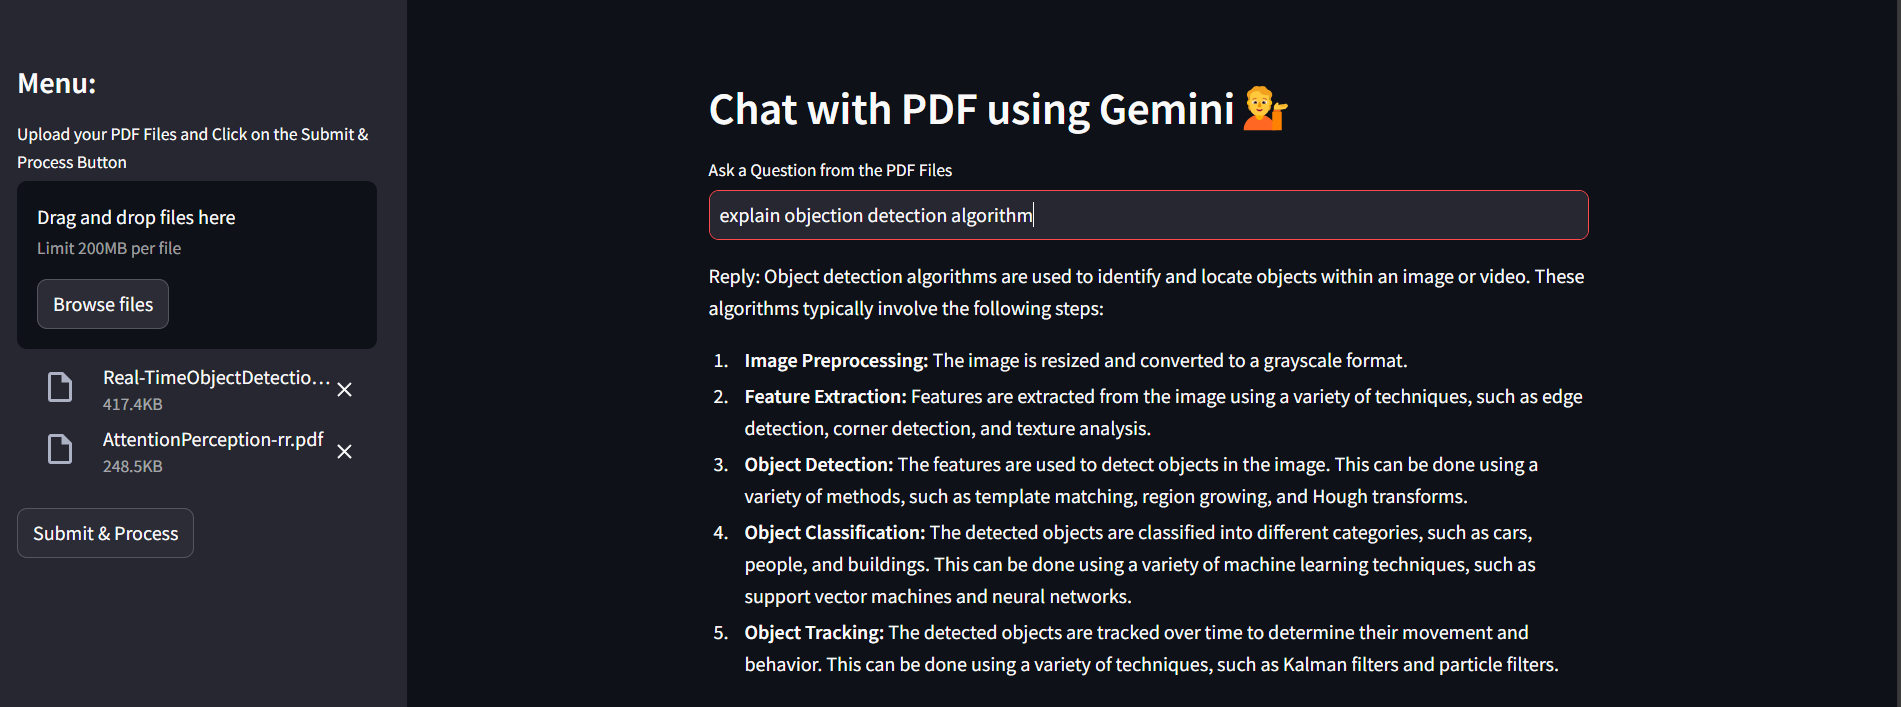 Menu:
Upload your PDF Files and Click on the Submit &
Process Button
Drag and drop files here
Limit 200MB per file
Browse files
Real-TimeObjectDetectio...
417.4KB
AttentionPerception-rr.pdf
248.5KB
Submit & Process
Chat with PDF using Gemini
Ask a Question from the PDF Files
explain objection detection algorithm
Reply: Object detection algorithms are used to identify and locate objects within an image or video. These
algorithms typically involve the following steps:
1. Image Preprocessing: The image is resized and converted to a grayscale format.
2. Feature Extraction: Features are extracted from the image using a variety of techniques, such as edge
detection, corner detection, and texture analysis.
3. Object Detection: The features are used to detect objects in the image. This can be done using a
variety of methods, such as template matching, region growing, and Hough transforms.
4. Object Classification: The detected objects are classified into different categories, such as cars,
people, and buildings. This can be done using a variety of machine learning techniques, such as
support vector machines and neural networks.
5. Object Tracking: The detected objects are tracked over time to determine their movement and
behavior. This can be done using a variety of techniques, such as Kalman filters and particle filters.